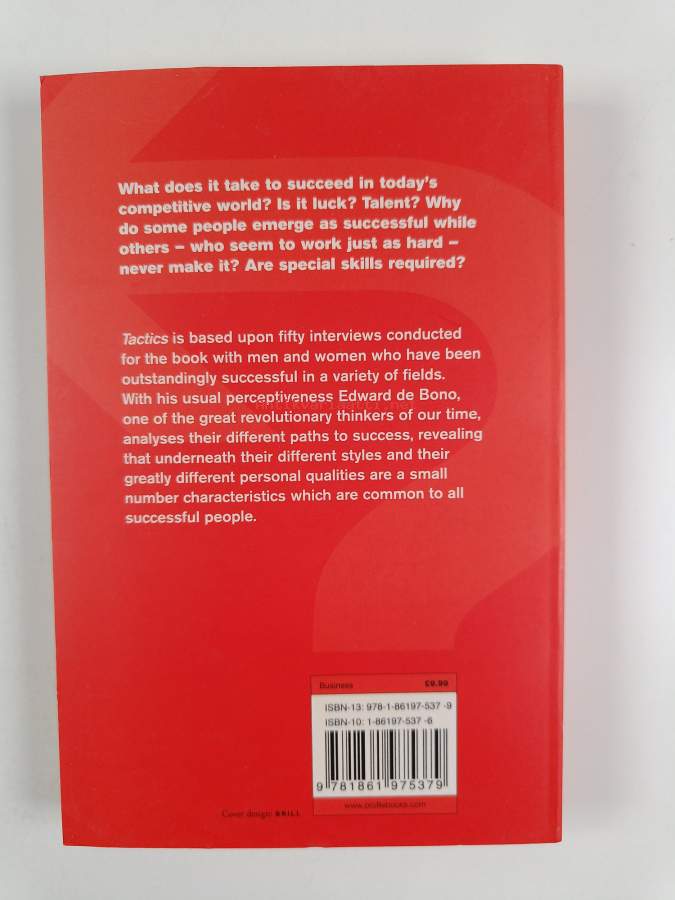 What does it take to succeed in today's
competitive world? Is it luck? Talent? Why
do some people emerge as successful while
others – who seem to work just as hard –
never make it? Are special skills required?
Tactics is based upon fifty interviews conducted
for the book with men and women who have been
outstandingly successful in a variety of fields.
With his usual perceptiveness Edward de Bono,
one of the great revolutionary thinkers of our time,
analyses their different paths to success, revealing
that underneath their different styles and their
greatly different personal qualities are a small
number characteristics which are common to all
successful people.
Business £9.99
ISBN-13: 978-1-86197-537 -9
ISBN-10: 1-86197-537 -6
9 781861 975379
www.profilebooks.com
Cover design: BRILL